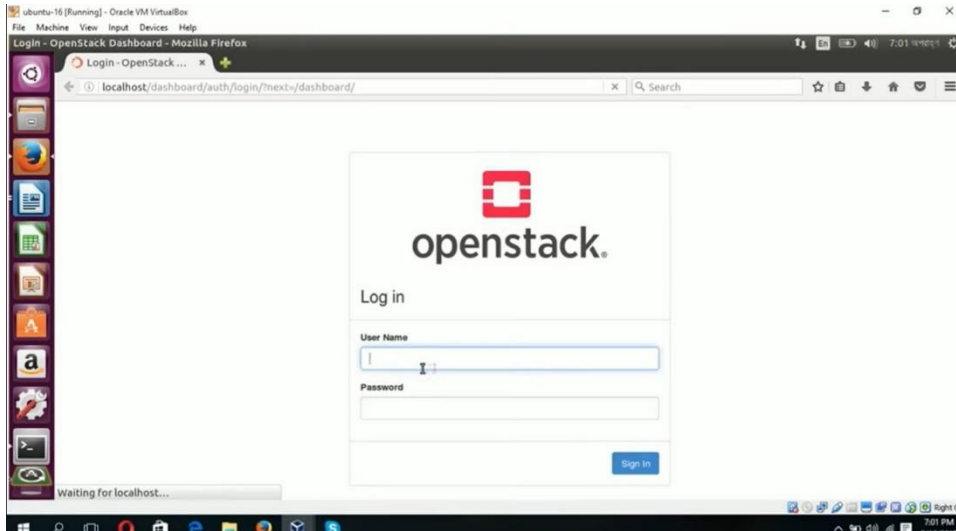 ubuntu-16 [Running] - Oracle VM VirtualBox
File Machine View Input Devices Help
Login - OpenStack Dashboard - Mozilla Firefox
En 7:01
Login - OpenStack ...
localhost/dashboard/auth/login/?next=/dashboard/
Search
openstack.
Log in
User Name
Password
Sign In
Waiting for localhost...
Right
7:01 PM